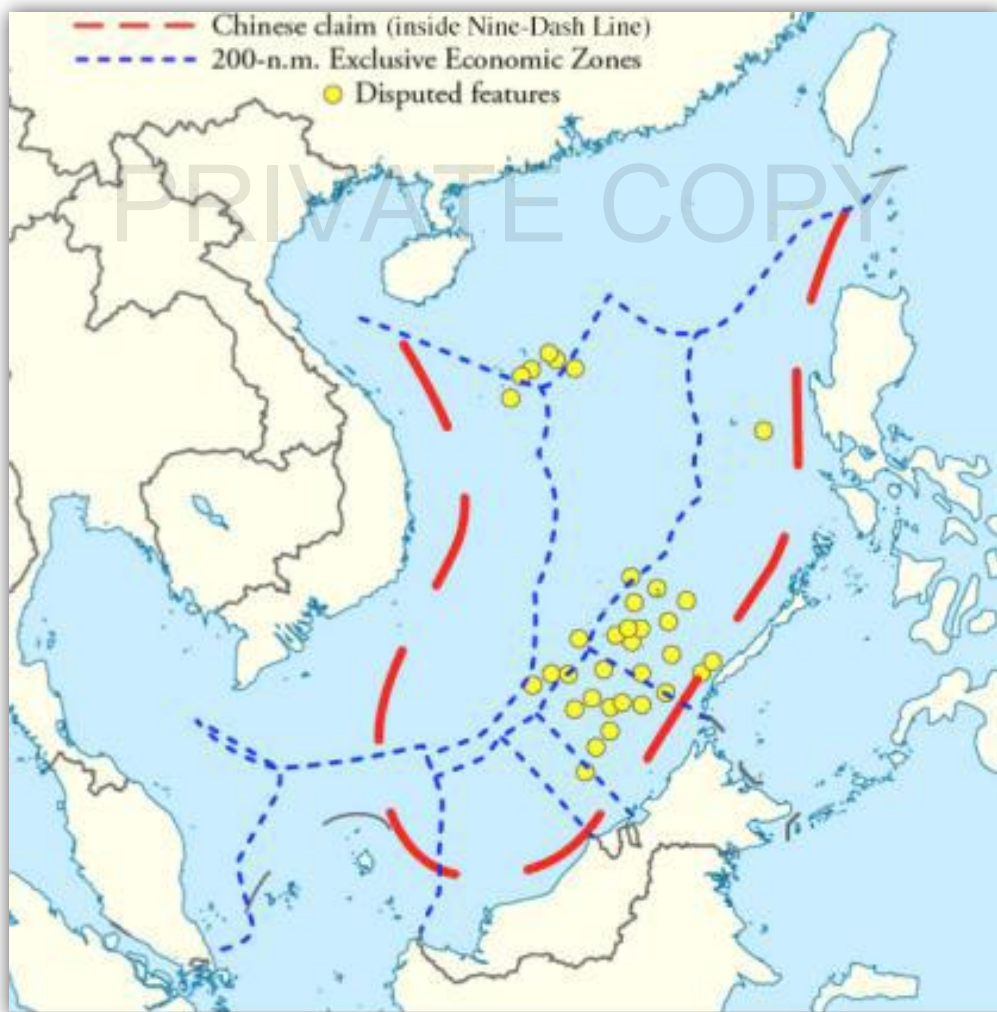 Chinese claim (inside Nine-Dash Line)
200-n.m. Exclusive Economic Zones
Disputed features
PRIVATE COPY